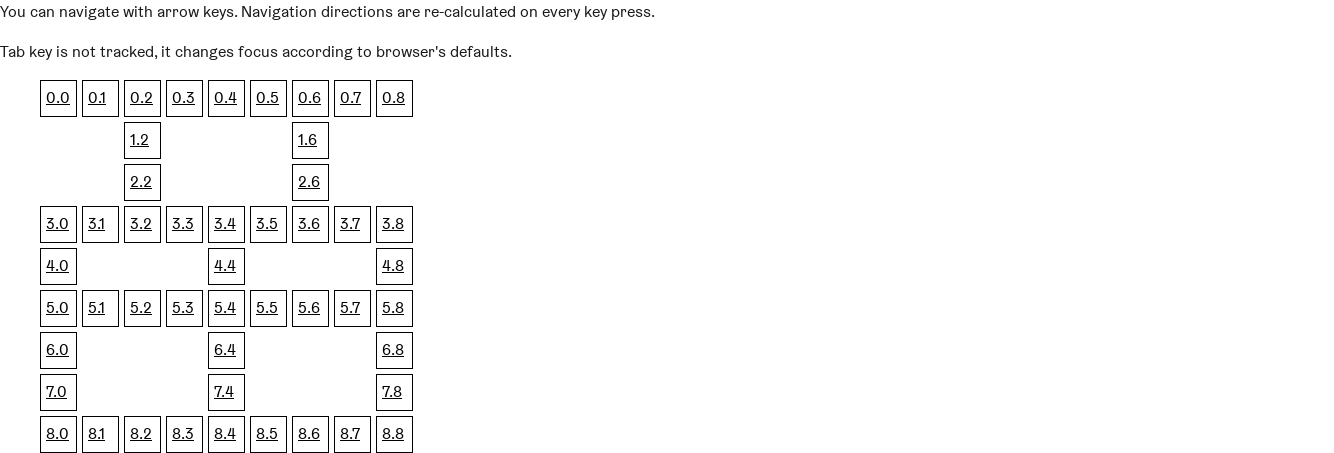 You can navigate with arrow keys. Navigation directions are re-calculated on every key press.
Tab key is not tracked, it changes focus according to browser's defaults.
0.0 0.1 0.2 0.3 0.4 0.5 0.6 0.7 0.8
1.2 1.6
2.2 2.6
3.0 3.1 3.2 3.3 3.4 3.5 3.6 3.7 3.8
4.0 4.4 4.8
5.0 5.1 5.2 5.3 5.4 5.5 5.6 5.7 5.8
6.0 6.4 6.8
7.0 7.4 7.8
8.0 8.1 8.2 8.3 8.4 8.5 8.6 8.7 8.8